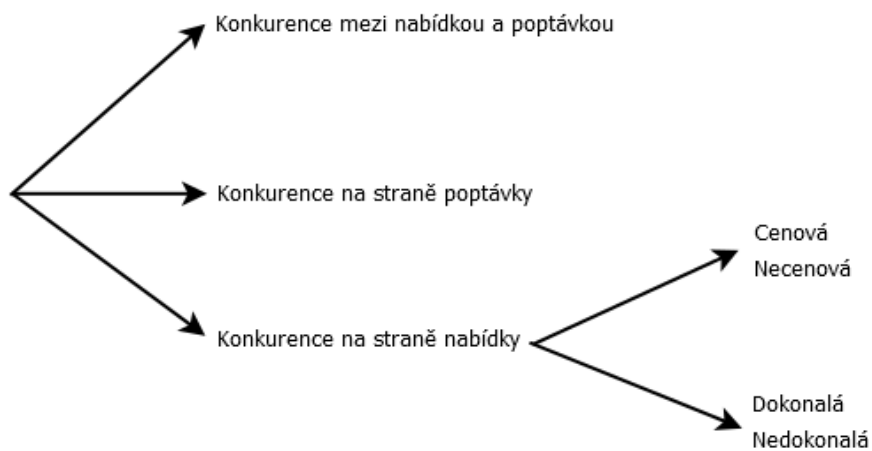 Konkurence mezi nabídkou a poptávkou
Konkurence na straně poptávky
Konkurence na straně nabídky
Cenová
Necenová
Dokonalá
Nedokonalá